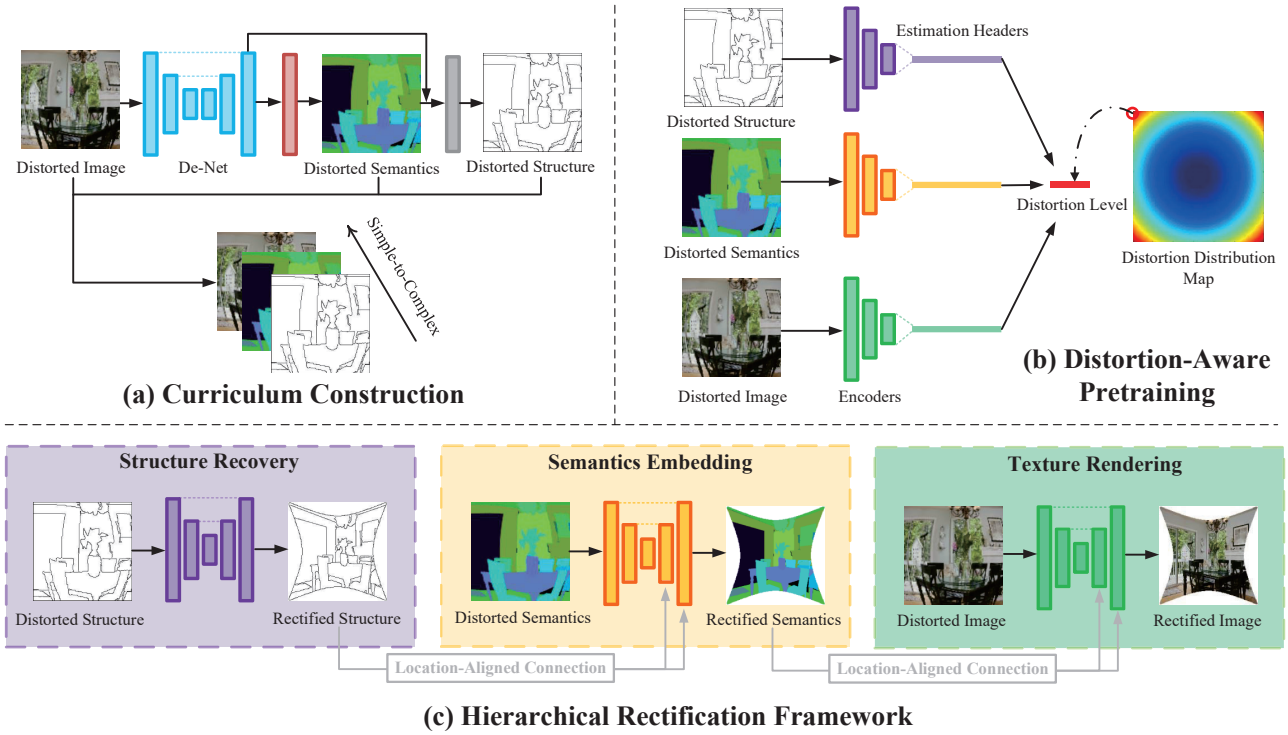 Distorted Image
De-Net
Distorted Semantics
Distorted Structure
Simple-to-Complex
(a) Curriculum Construction
Estimation Headers
Distorted Structure
Distorted Semantics
Distortion Level
Distortion Distribution
Map
Distorted Image
Encoders
(b) Distortion-Aware
Pretraining
Structure Recovery
Distorted Structure
Rectified Structure
Semantics Embedding
Distorted Semantics
Rectified Semantics
Texture Rendering
Distorted Image
Rectified Image
Location-Aligned Connection
Location-Aligned Connection
(c) Hierarchical Rectification Framework